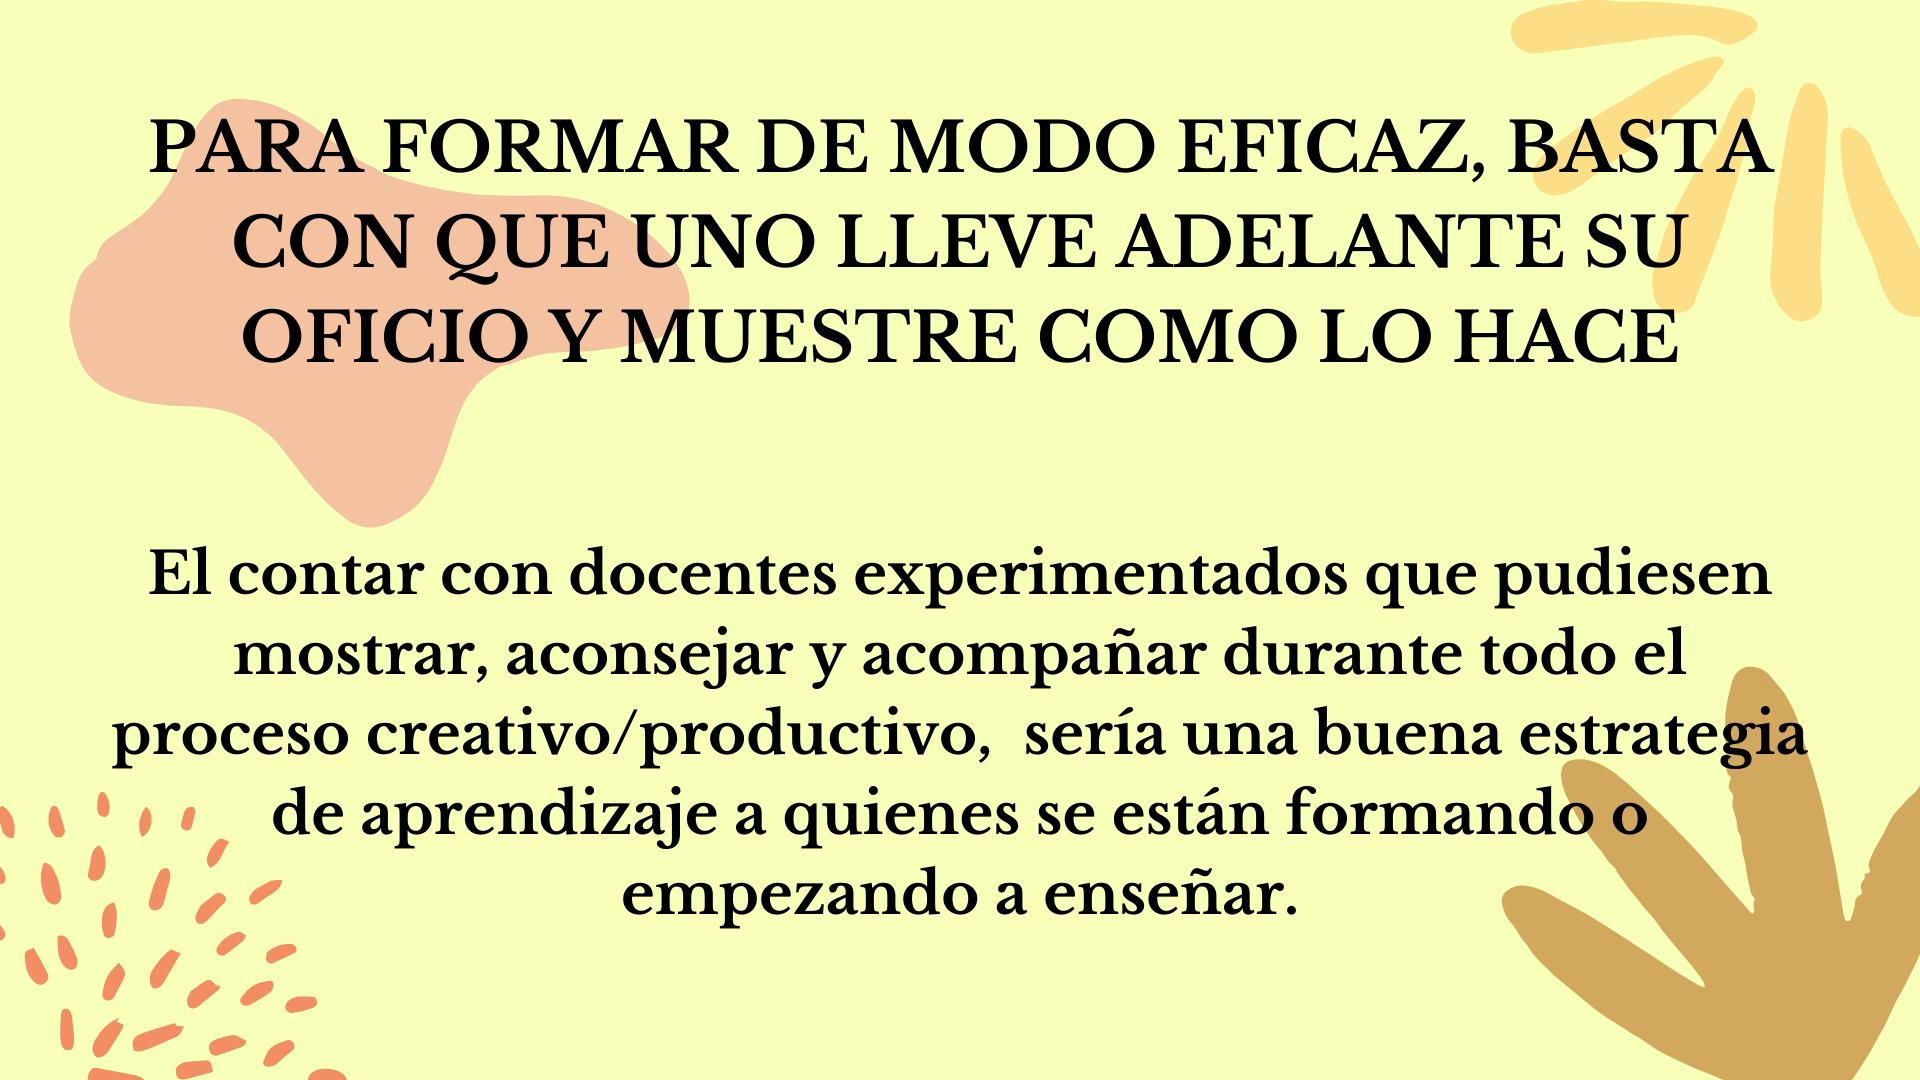 PARA FORMAR DE MODO EFICAZ, BASTA
CON QUE UNO LLEVE ADELANTE SU
OFICIO Y MUESTRE COMO LO HACE
El contar con docentes experimentados que pudiesen
mostrar, aconsejar y acompañar durante todo el
proceso creativo/productivo,  sería una buena estrategia
de aprendizaje a quienes se están formando o
empezando a enseñar.